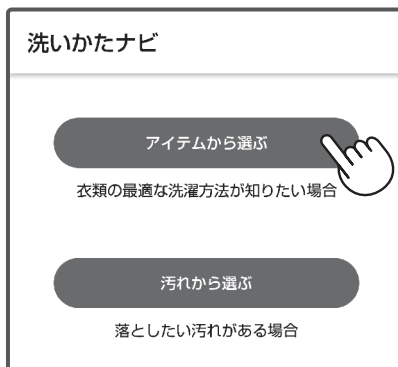 洗いかたナビ
アイテムから選ぶ
衣類の最適な洗濯方法が知りたい場合
汚れから選ぶ
落としたい汚れがある場合